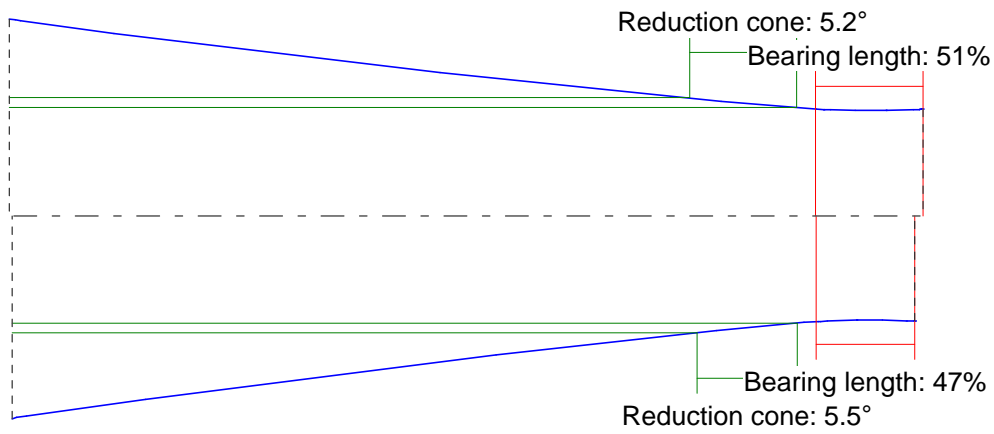 Reduction cone: 5.2°
Bearing length: 51%
Bearing length: 47%
Reduction cone: 5.5°